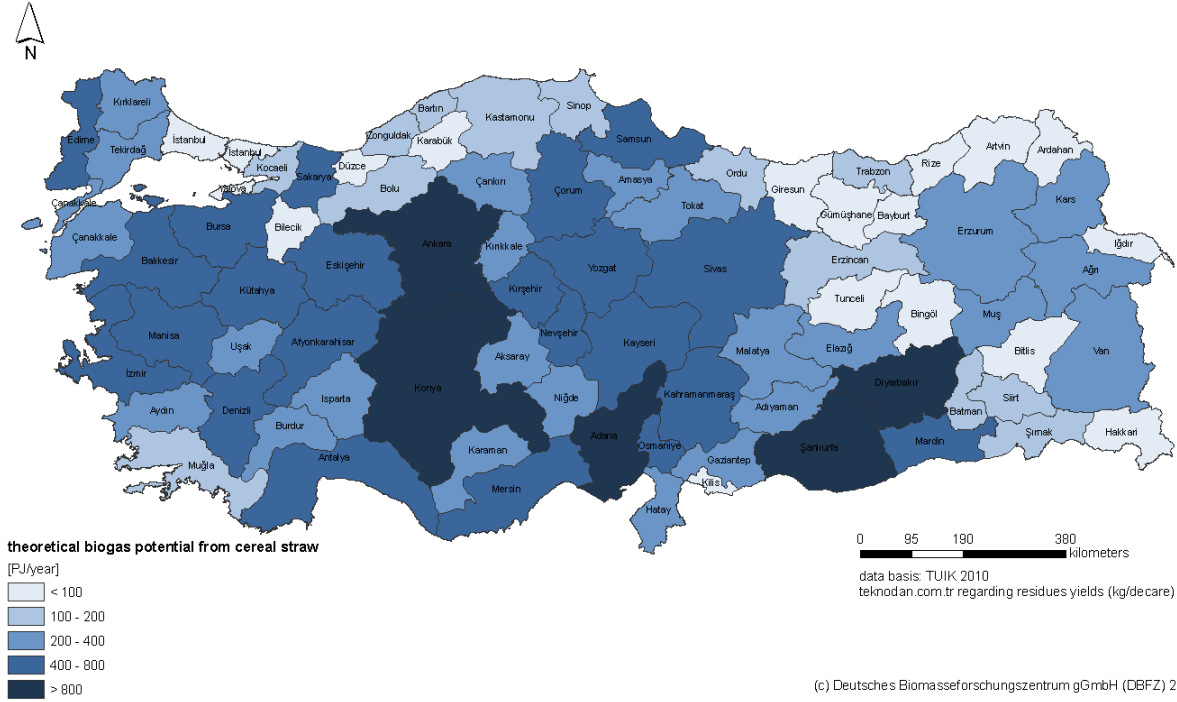 N
Kırklareli
Edirne
Tekirdağ
İstanbul
İstanbul
Kocaeli
Yalova
Sakarya
Düzce
Zonguldak
Bartın
Karabük
Kastamonu
Sinop
Samsun
Bolu
Çankırı
Çorum
Amasya
Tokat
Ordu
Giresun
Trabzon
Rize
Artvin
Ardahan
Gümüşhane
Bayburt
Kars
Erzurum
Iğdır
Ağrı
Çanakkale
Çanakkale
Bursa
Bilecik
Balıkesir
Eskişehir
Kütahya
Ankara
Kırıkkale
Kırşehir
Yozgat
Sivas
Erzincan
Tunceli
Bingöl
Muş
Bitlis
Van
Manisa
Uşak
Afyonkarahisar
İzmir
Aksaray
Nevşehir
Kayseri
Malatya
Elazığ
Diyarbakır
Batman
Siirt
Şırnak
Hakkari
Aydın
Denizli
Isparta
Burdur
Konya
Niğde
Kahramanmaraş
Adıyaman
Adana
Osmaniye
Şanlıurfa
Mardin
Muğla
Antalya
Karaman
Mersin
Gaziantep
Kilis
Hatay
theoretical biogas potential from cereal straw
[PJ/year]
< 100
100 - 200
200 - 400
400 - 800
> 800
0 95 190 380
kilometers
data basis: TUIK 2010
teknodan.com.tr regarding residues yields (kg/decare)
(c) Deutsches Biomasseforschungszentrum gGmbH (DBFZ) 2